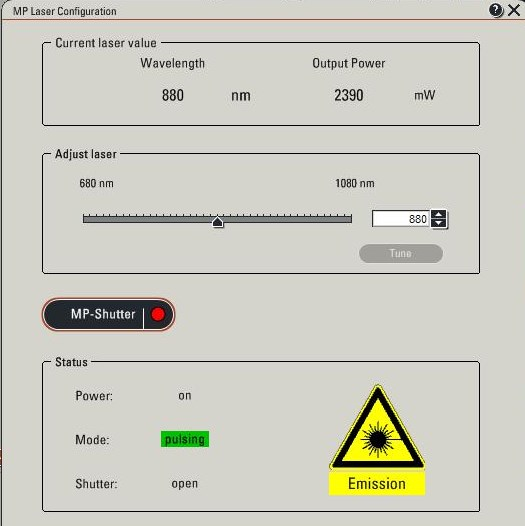 MP Laser Configuration
Current laser value
Wavelength Output Power
880 nm 2390 mW
Adjust laser
680 nm 1080 nm
880
Tune
MP-Shutter
Status
Power: on
Mode: pulsing
Shutter: open
Emission